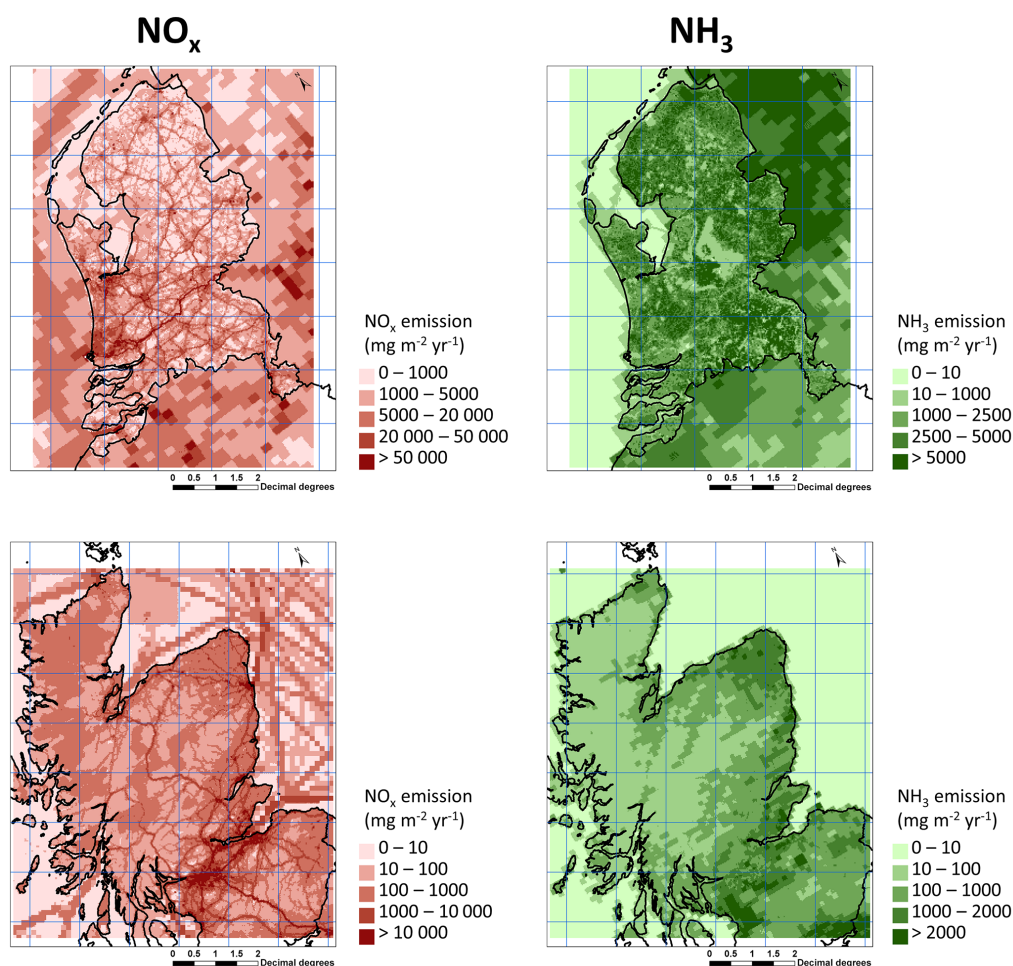 NOx
NH3
N
N
NOx emission
(mg m-2 yr-1)
0 – 1000
1000 – 5000
5000 – 20 000
20 000 – 50 000
> 50 000
NH3 emission
(mg m-2 yr-1)
0 – 10
10 – 1000
1000 – 2500
2500 – 5000
> 5000
0 0.5 1 1.5 2
Decimal degrees
0 0.5 1 1.5 2
Decimal degrees
N
N
NOx emission
(mg m-2 yr-1)
0 – 10
10 – 100
100 – 1000
1000 – 10 000
> 10 000
NH3 emission
(mg m-2 yr-1)
0 – 10
10 – 100
100 – 1000
1000 – 2000
> 2000
0 0.5 1 1.5 2
Decimal degrees
0 0.5 1 1.5 2
Decimal degrees